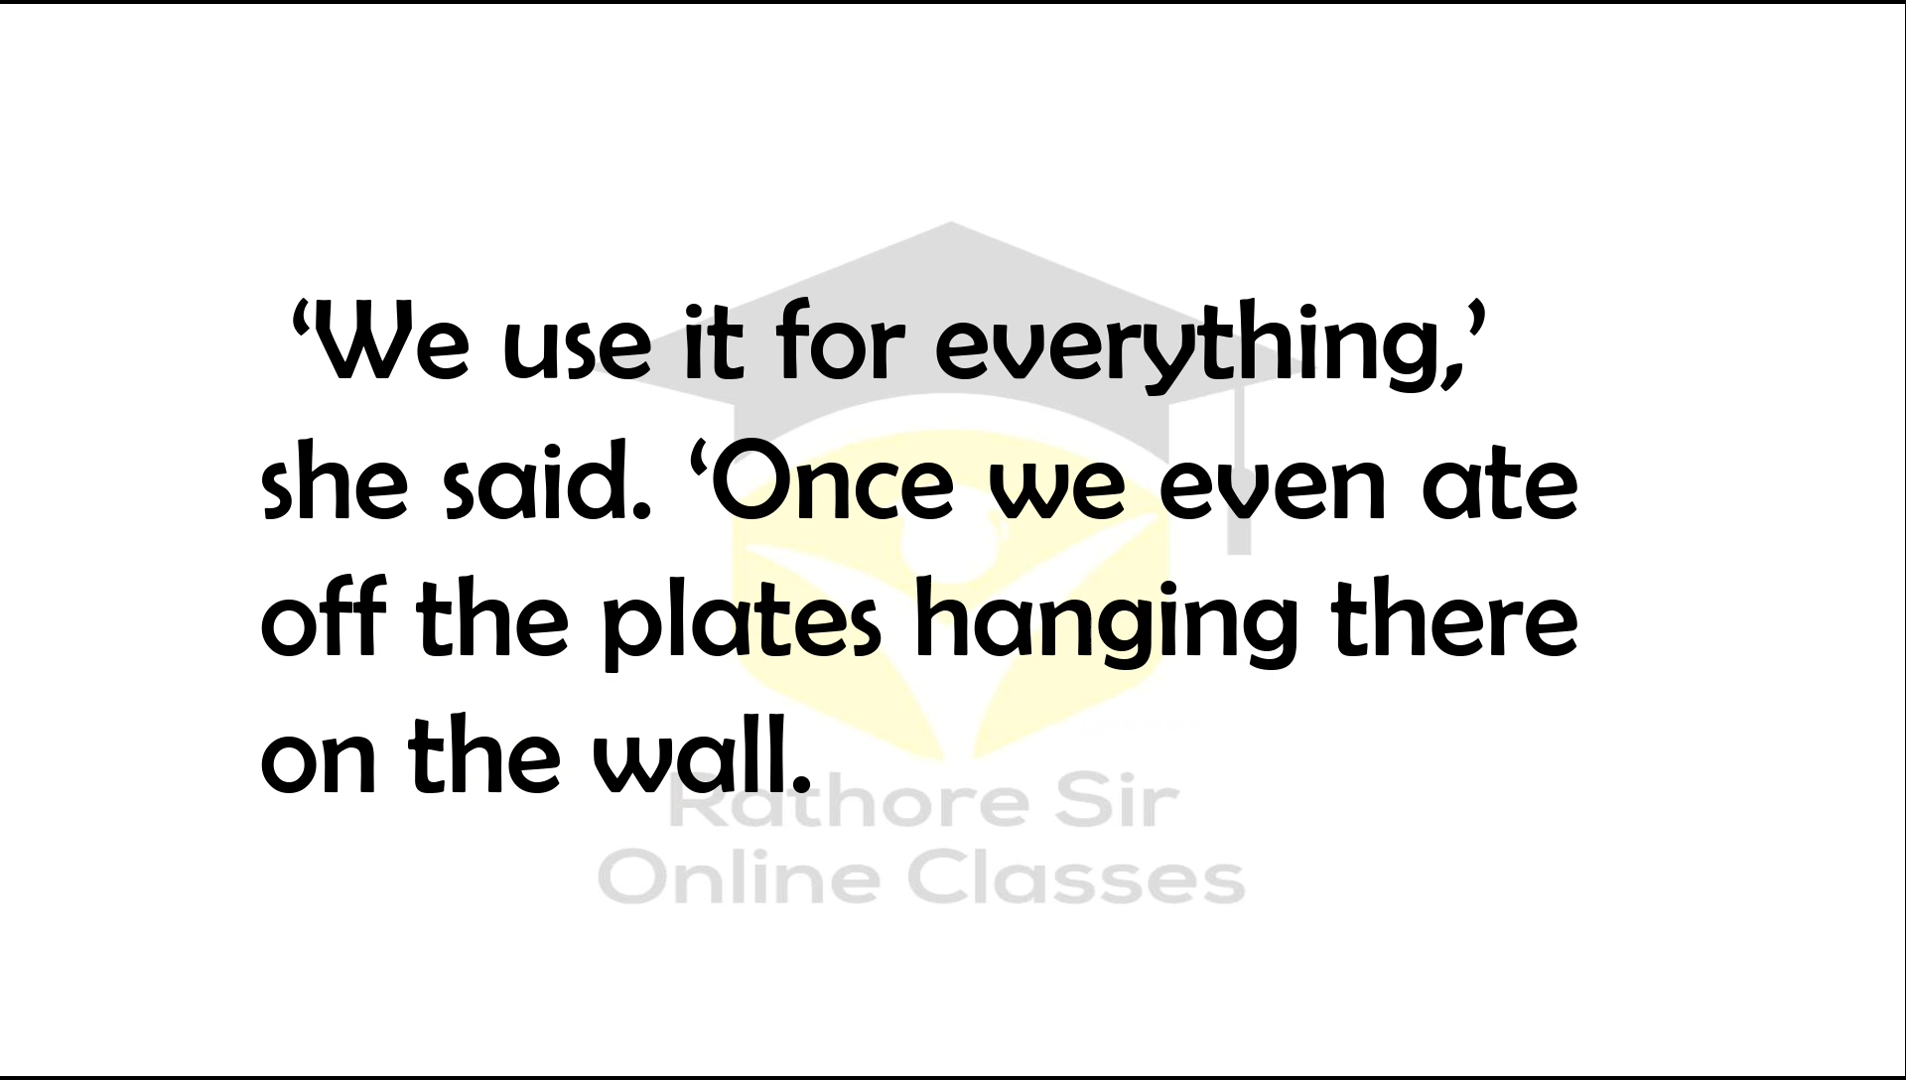 ‘We use it for everything,’
she said. ‘Once we even ate
off the plates hanging there
on the wall.
Rathore Sir
Online Classes